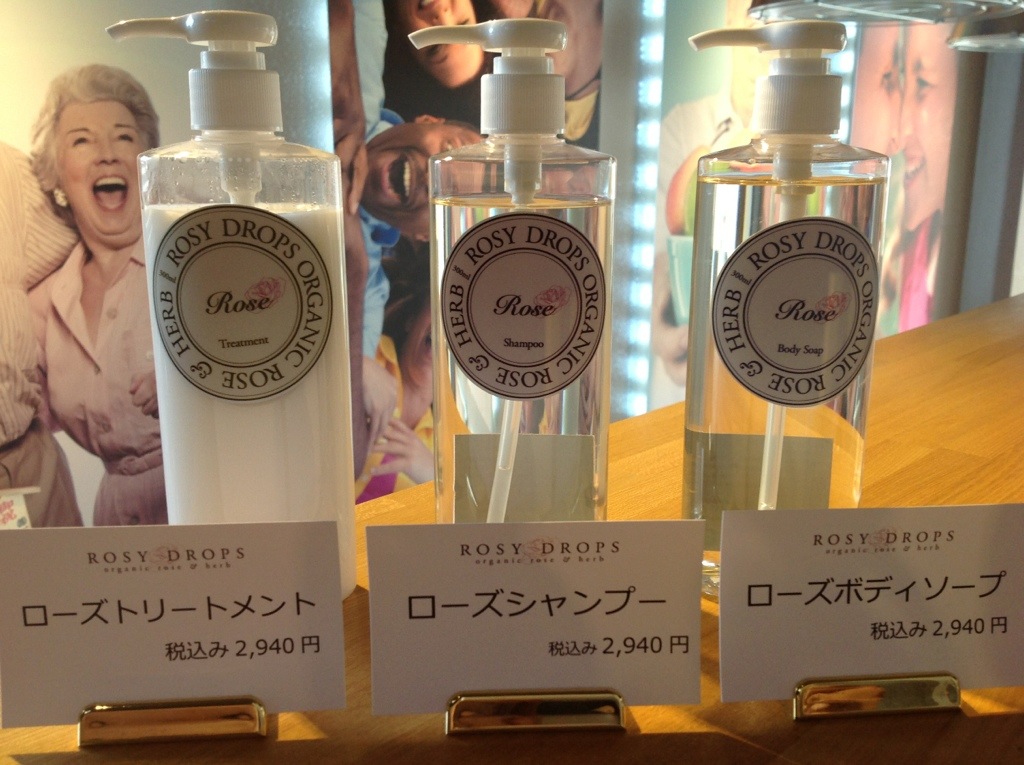 ROSY DROPS ORGANIC ROSE & HERB
300ml
Rose
Treatment
ROSY DROPS ORGANIC ROSE & HERB
300ml
Rose
Shampoo
ROSY DROPS ORGANIC ROSE & HERB
300ml
Rose
Body Soap
ROSY DROPS
organic rose & herb
ローズトリートメント
税込み 2,940 円
ROSY DROPS
organic rose & herb
ローズシャンプー
税込み 2,940 円
ROSY DROPS
organic rose & herb
ローズボディソープ
税込み 2,940 円